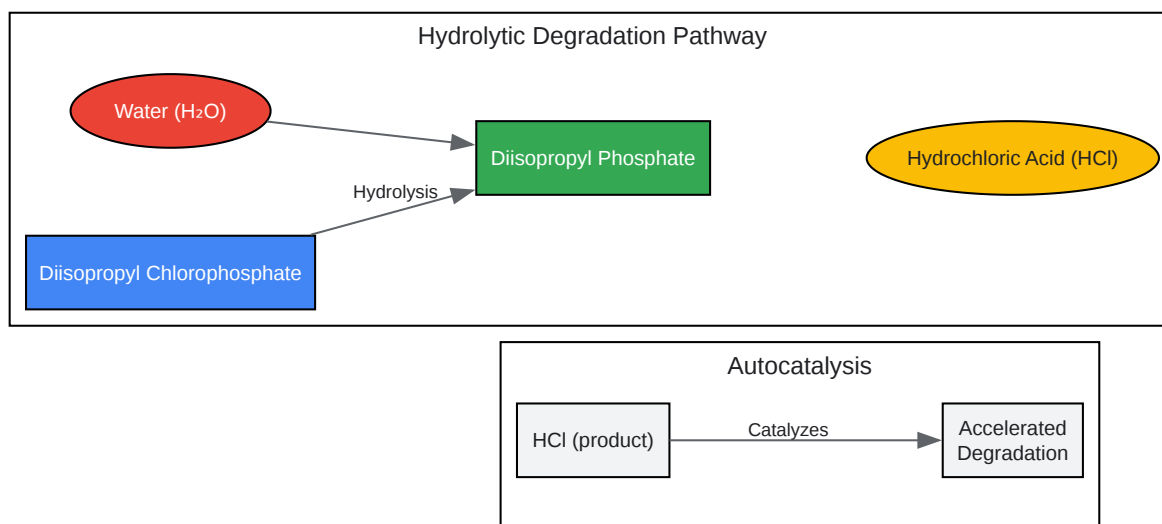 Hydrolytic Degradation Pathway
Water (H₂O)
Diisopropyl Phosphate
Hydrochloric Acid (HCl)
Hydrolysis
Diisopropyl Chlorophosphate
Autocatalysis
HCl (product)
Catalyzes
Accelerated
Degradation